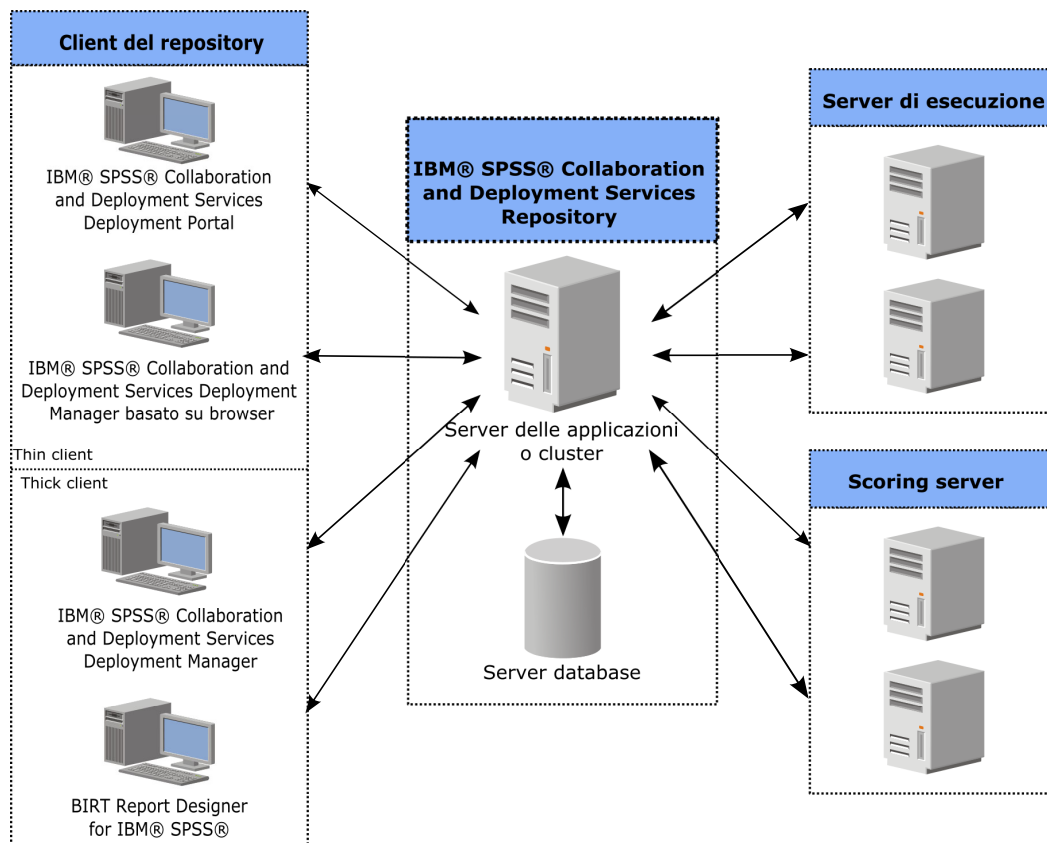 Client del repository
IBM® SPSS® Collaboration
and Deployment Services
Deployment Portal
IBM® SPSS® Collaboration and
Deployment Services Deployment
Manager basato su browser
Thin client
Thick client
IBM® SPSS® Collaboration
and Deployment Services
Deployment Manager
BIRT Report Designer
for IBM® SPSS®
IBM® SPSS® Collaboration
and Deployment Services
Repository
Server delle applicazioni
o cluster
Server database
Server di esecuzione
Scoring server